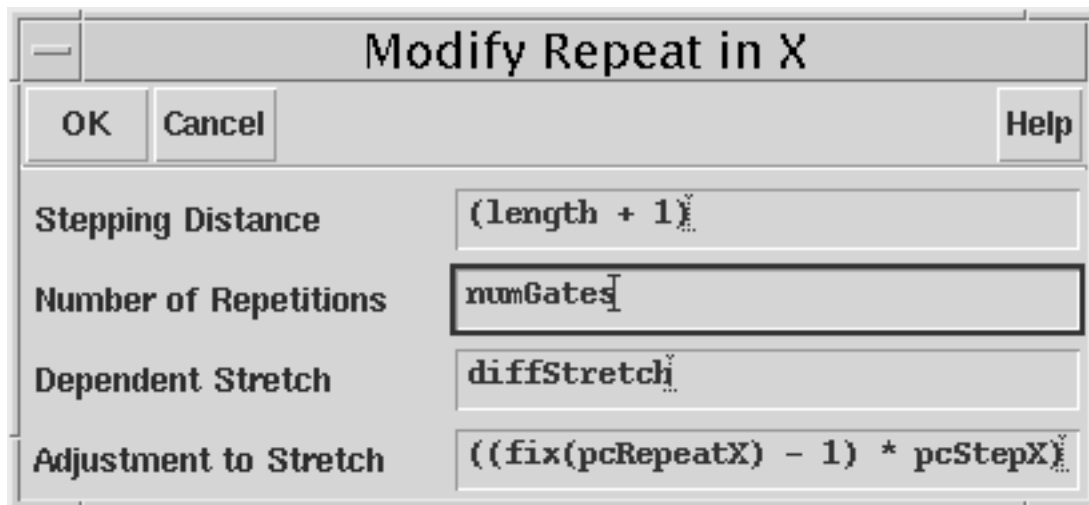 Modify Repeat in X
OK Cancel Help
Stepping Distance (length + 1)
Number of Repetitions numGates
Dependent Stretch diffStretch
Adjustment to Stretch ((fix(pcRepeatX) - 1) * pcStepX)